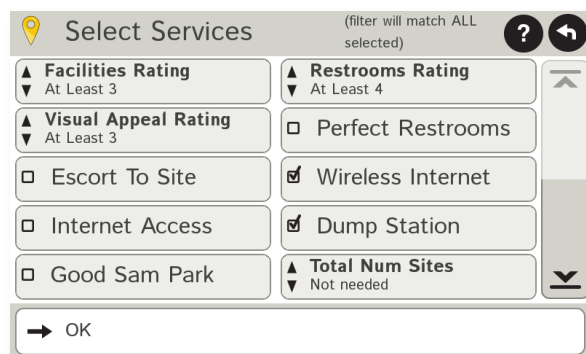 Select Services
(filter will match ALL
selected)
?
Facilities Rating
At Least 3
Restrooms Rating
At Least 4
Visual Appeal Rating
At Least 3
Perfect Restrooms
Escort To Site
Wireless Internet
Internet Access
Dump Station
Good Sam Park
Total Num Sites
Not needed
OK